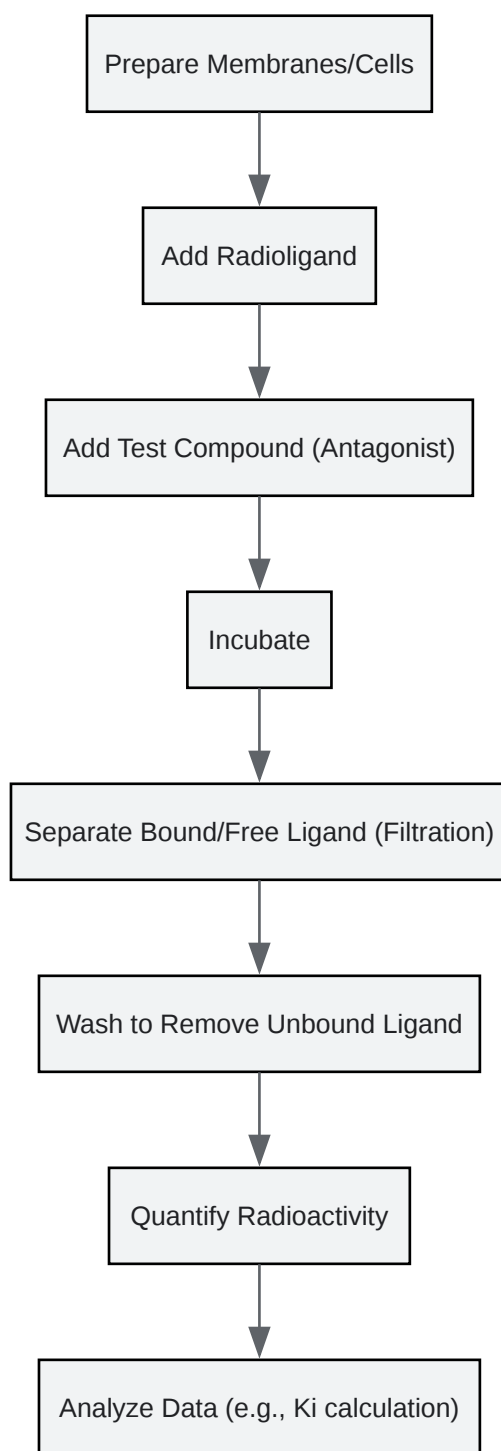 Prepare Membranes/Cells
Add Radioligand
Add Test Compound (Antagonist)
Incubate
Separate Bound/Free Ligand (Filtration)
Wash to Remove Unbound Ligand
Quantify Radioactivity
Analyze Data (e.g., Ki calculation)